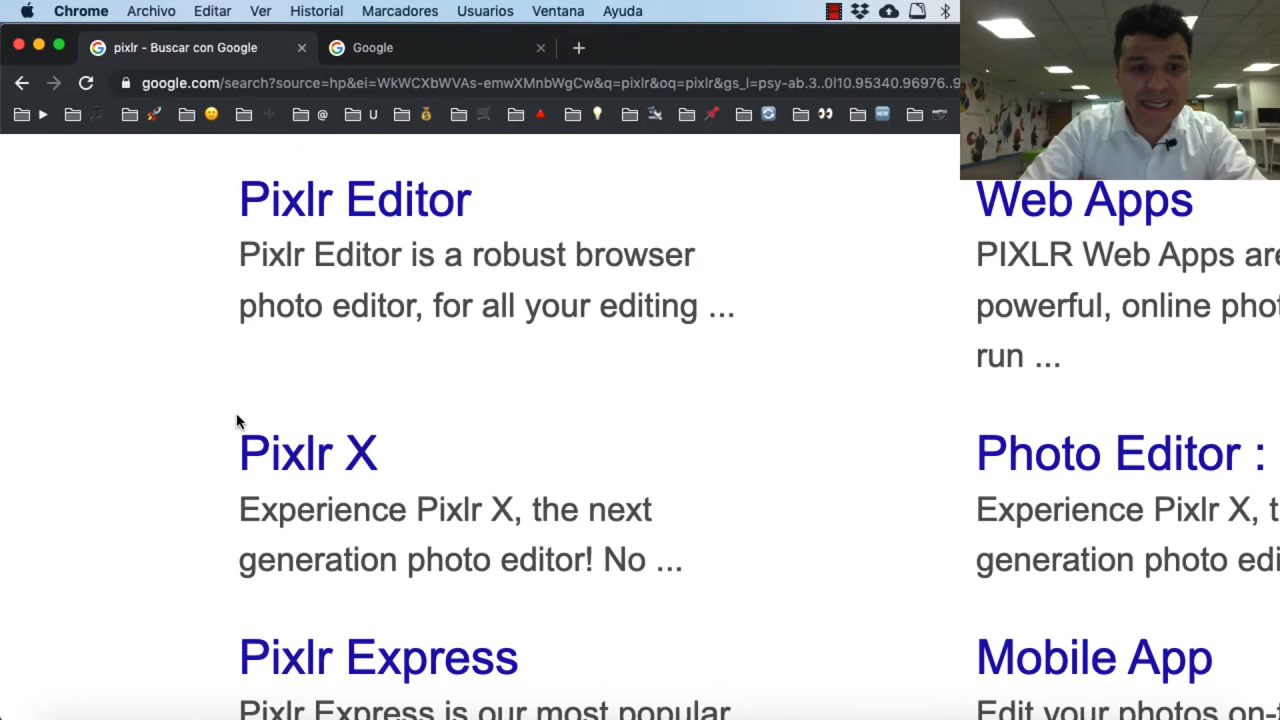 Chrome Archivo Editar Ver Historial Marcadores Usuarios Ventana Ayuda
pixlr - Buscar con Google
Google
google.com/search?source=hp&ei=WkWCXbWVAs-emwXMnbWgCw&q=pixlr&oq=pixlr&gs_l=psy-ab.3..0l10.95340.96976..9
@ U
Pixlr Editor
Pixlr Editor is a robust browser
photo editor, for all your editing ...
Web Apps
PIXLR Web Apps are
powerful, online phot
run ...
Pixlr X
Experience Pixlr X, the next
generation photo editor! No ...
Photo Editor :
Experience Pixlr X, t
generation photo edi
Pixlr Express
Pixlr Express is our most popular
Mobile App
Edit your photos on-t